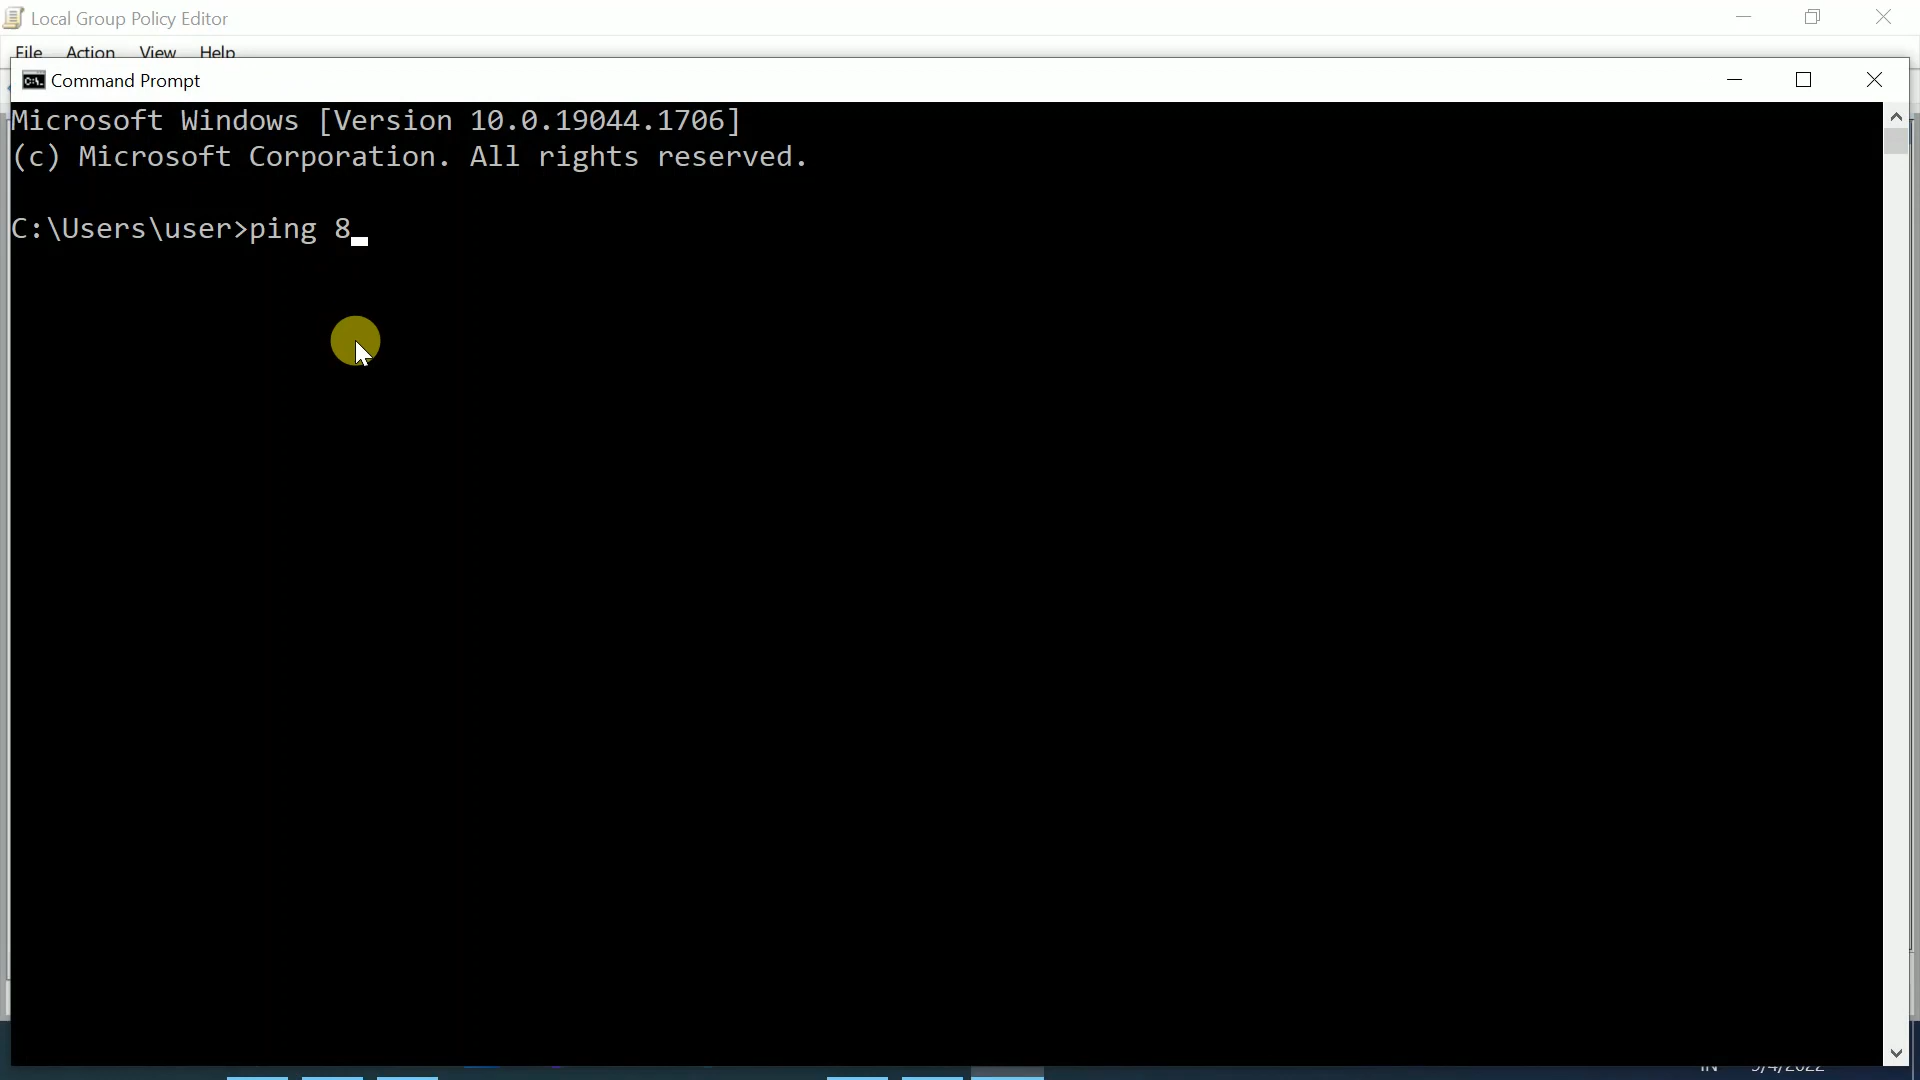 Local Group Policy Editor
File Action View Help
Command Prompt
Microsoft Windows [Version 10.0.19044.1706]
(c) Microsoft Corporation. All rights reserved.
C:\Users\user>ping 8